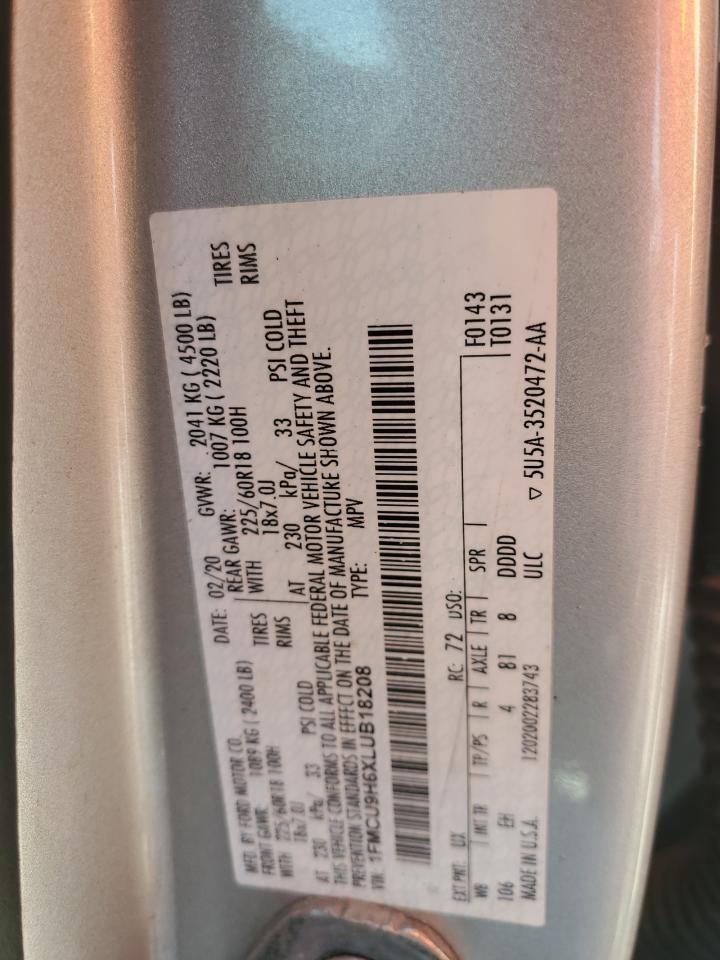 MFD. BY FORD MOTOR CO. DATE: 02/20 GVWR: 2041 KG ( 4500 LB)
FRONT GAWR: 1089 KG ( 2400 LB) REAR GAWR: 1007 KG ( 2220 LB)
WITH 225/60R18 100H TIRES WITH 225/60R18 100H TIRES
18x7.0J RIMS 18x7.0J RIMS
AT 230 kPa/ 33 PSI COLD AT 230 kPa/ 33 PSI COLD
THIS VEHICLE CONFORMS TO ALL APPLICABLE FEDERAL MOTOR VEHICLE SAFETY AND THEFT
PREVENTION STANDARDS IN EFFECT ON THE DATE OF MANUFACTURE SHOWN ABOVE.
VIN: 1FMCU9H6XLUB18208 TYPE: MPV
EXT PNT: UX RC: 72 USO:
WB INT TR TP/PS R AXLE TR SPR F0143
106 EH 4 81 8 DDDD T0131
MADE IN U.S.A. 1202002283743 ULC ▽ 5U5A-3520472-AA